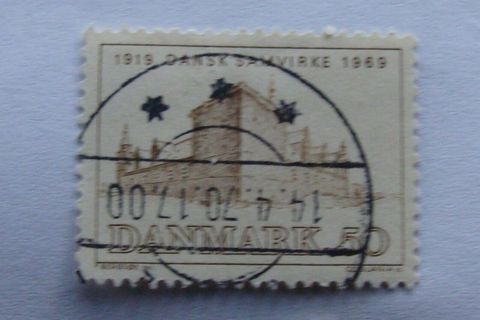 1919 DANSK SAMVIRKE 1969
14.4.70.17.00
DANMARK 50